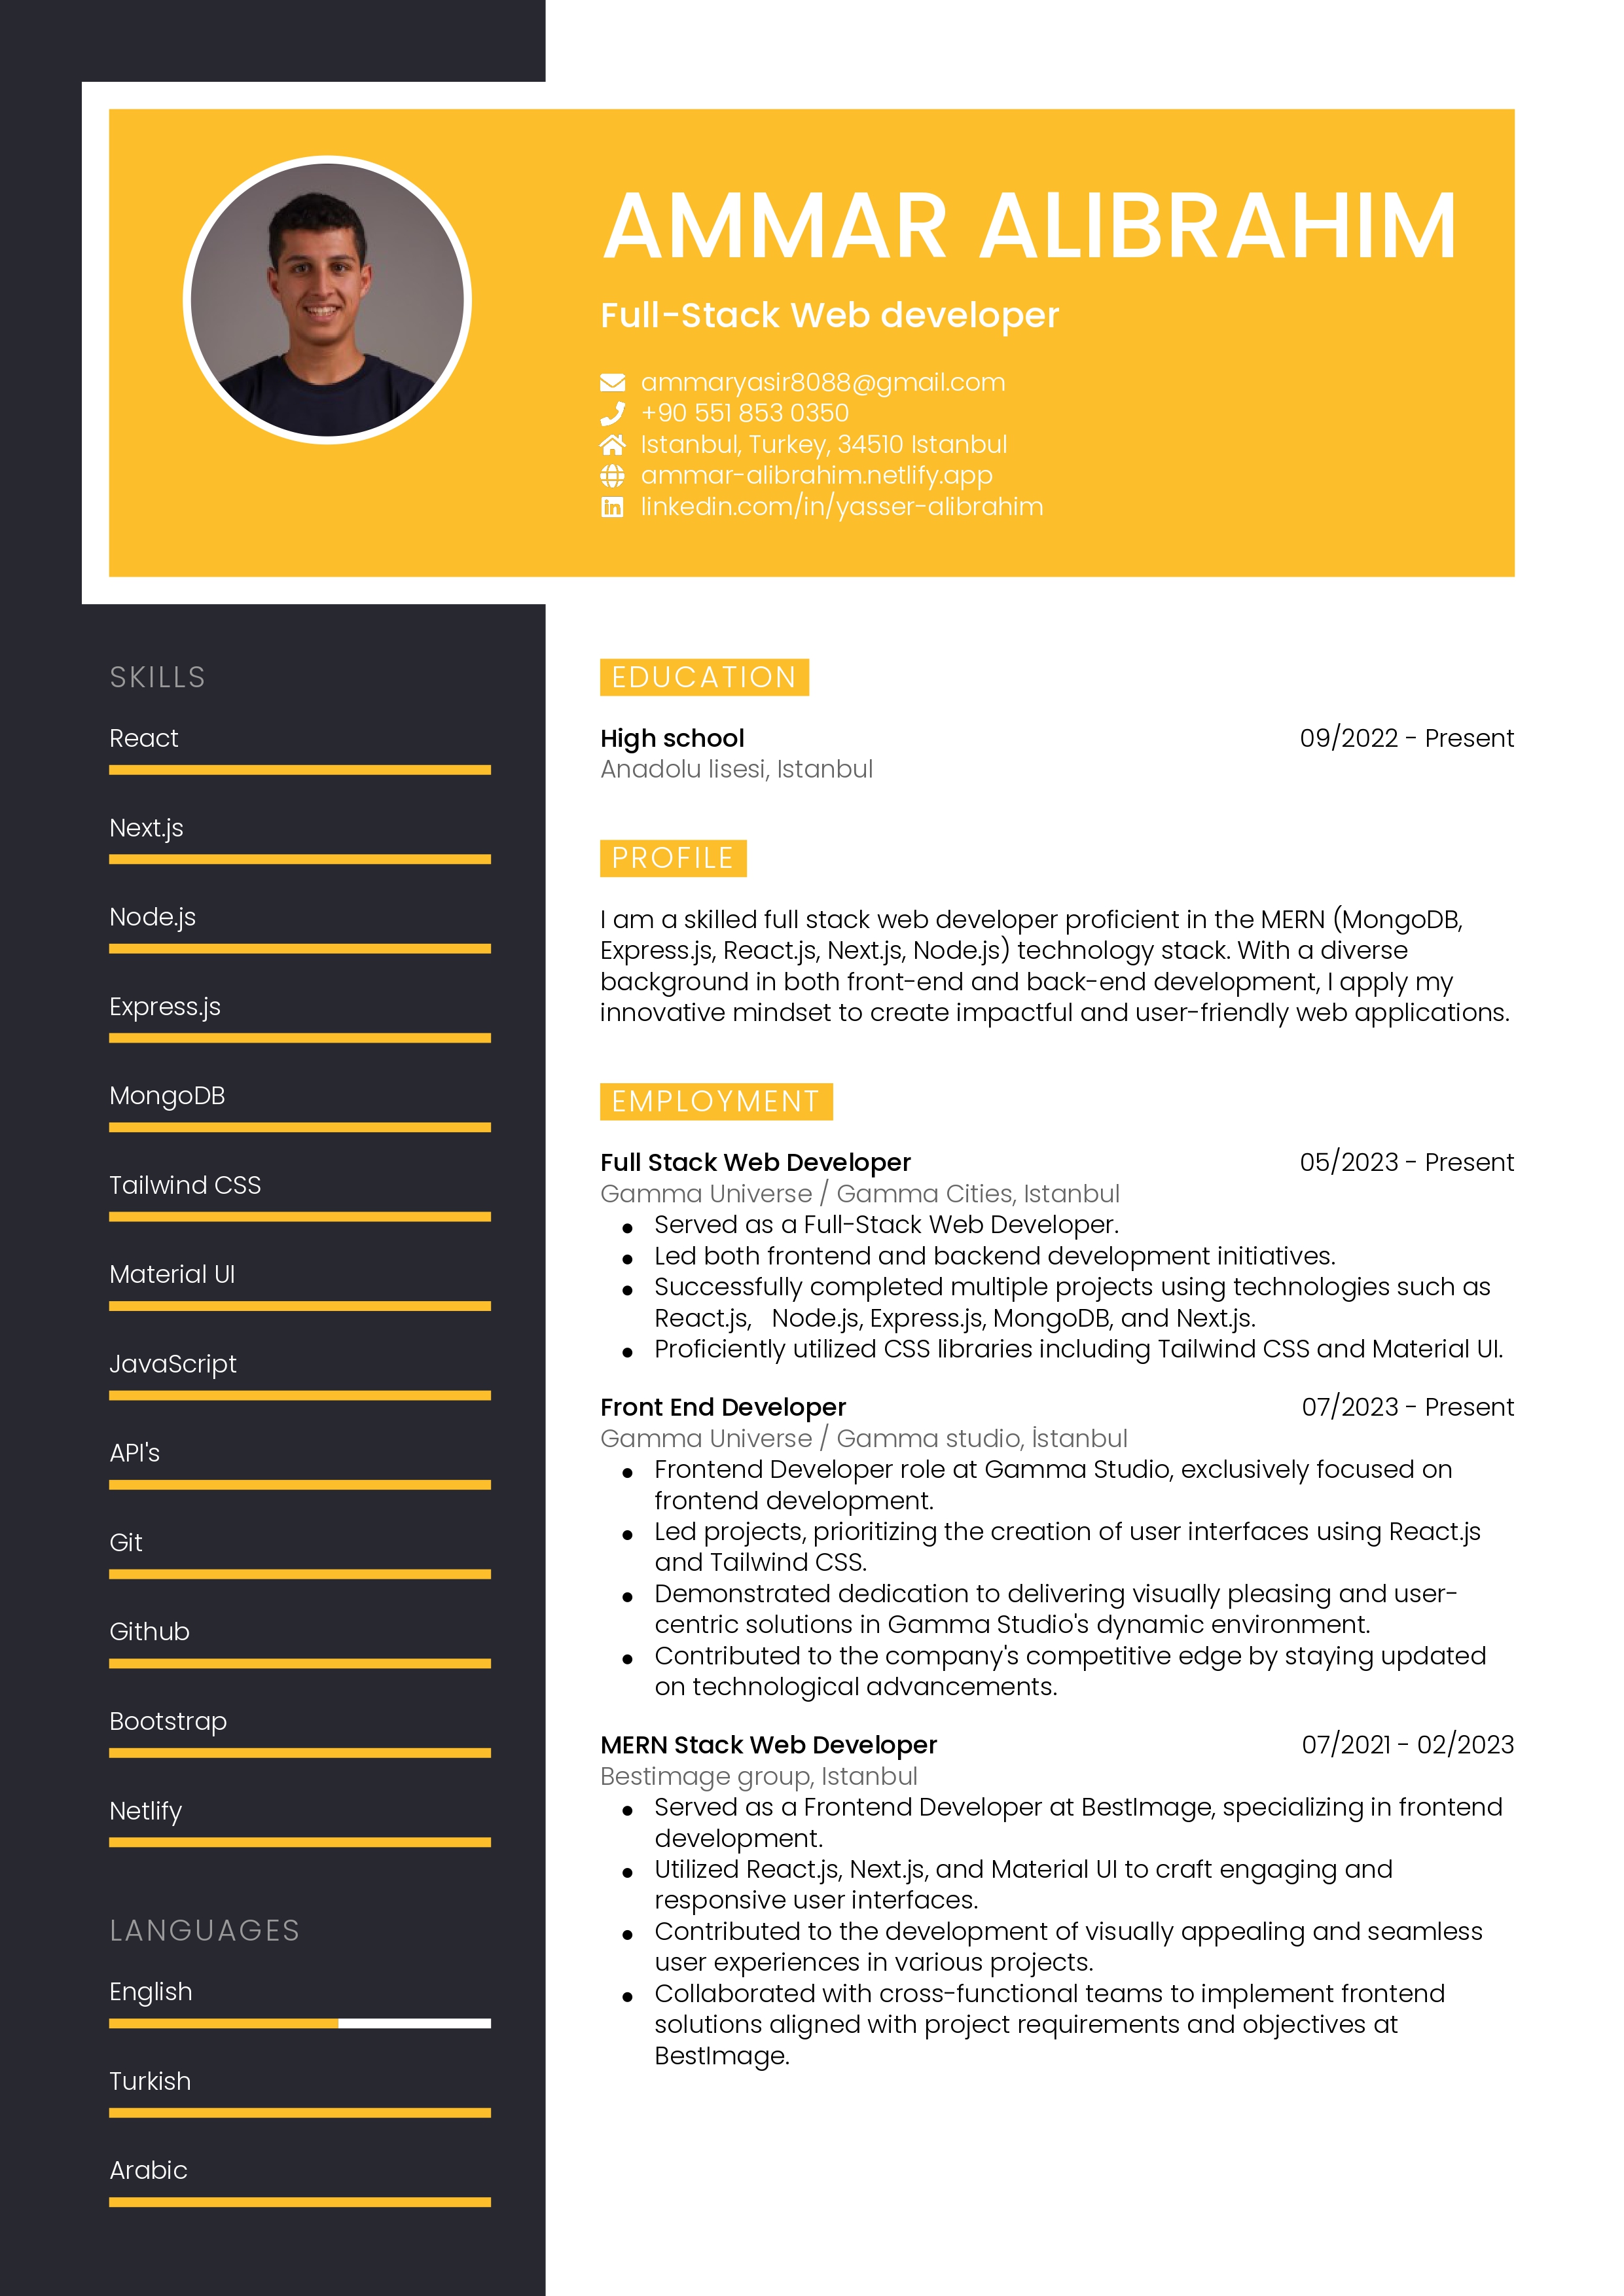 AMMAR ALIBRAHIM
Full-Stack Web developer
ammaryasir8088@gmail.com
+90 551 853 0350
Istanbul, Turkey, 34510 Istanbul
ammar-alibrahim.netlify.app
linkedin.com/in/yasser-alibrahim
SKILLS
React
Next.js
Node.js
Express.js
MongoDB
Tailwind CSS
Material UI
JavaScript
API's
Git
Github
Bootstrap
Netlify
LANGUAGES
English
Turkish
Arabic
EDUCATION
High school 09/2022 - Present
Anadolu lisesi, Istanbul
PROFILE
I am a skilled full stack web developer proficient in the MERN (MongoDB,
Express.js, React.js, Next.js, Node.js) technology stack. With a diverse
background in both front-end and back-end development, I apply my
innovative mindset to create impactful and user-friendly web applications.
EMPLOYMENT
Full Stack Web Developer 05/2023 - Present
Gamma Universe / Gamma Cities, Istanbul
• Served as a Full-Stack Web Developer.
• Led both frontend and backend development initiatives.
• Successfully completed multiple projects using technologies such as
React.js, Node.js, Express.js, MongoDB, and Next.js.
• Proficiently utilized CSS libraries including Tailwind CSS and Material UI.
Front End Developer 07/2023 - Present
Gamma Universe / Gamma studio, İstanbul
• Frontend Developer role at Gamma Studio, exclusively focused on
frontend development.
• Led projects, prioritizing the creation of user interfaces using React.js
and Tailwind CSS.
• Demonstrated dedication to delivering visually pleasing and user-
centric solutions in Gamma Studio's dynamic environment.
• Contributed to the company's competitive edge by staying updated
on technological advancements.
MERN Stack Web Developer 07/2021 - 02/2023
Bestimage group, Istanbul
• Served as a Frontend Developer at BestImage, specializing in frontend
development.
• Utilized React.js, Next.js, and Material UI to craft engaging and
responsive user interfaces.
• Contributed to the development of visually appealing and seamless
user experiences in various projects.
• Collaborated with cross-functional teams to implement frontend
solutions aligned with project requirements and objectives at
BestImage.